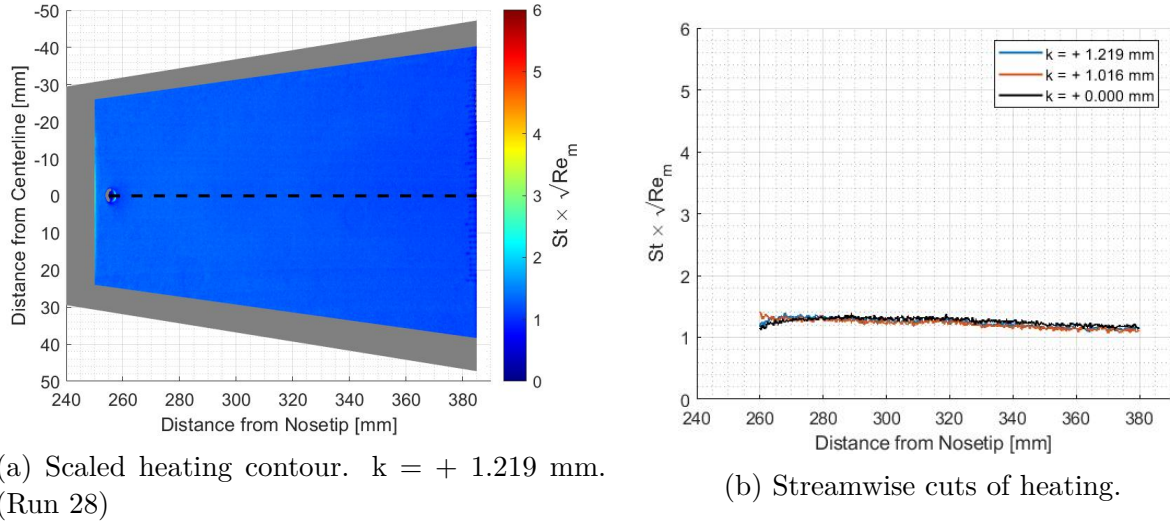 -50
-40
-30
-20
-10
0
10
20
30
40
50
Distance from Centerline [mm]
240 260 280 300 320 340 360 380
Distance from Nosetip [mm]
6
5
4
3
2
1
0
St × √Re_m
(a) Scaled heating contour. k = + 1.219 mm.
(Run 28)
6
5
4
3
2
1
0
St × √Re_m
k = + 1.219 mm
k = + 1.016 mm
k = + 0.000 mm
240 260 280 300 320 340 360 380
Distance from Nosetip [mm]
(b) Streamwise cuts of heating.